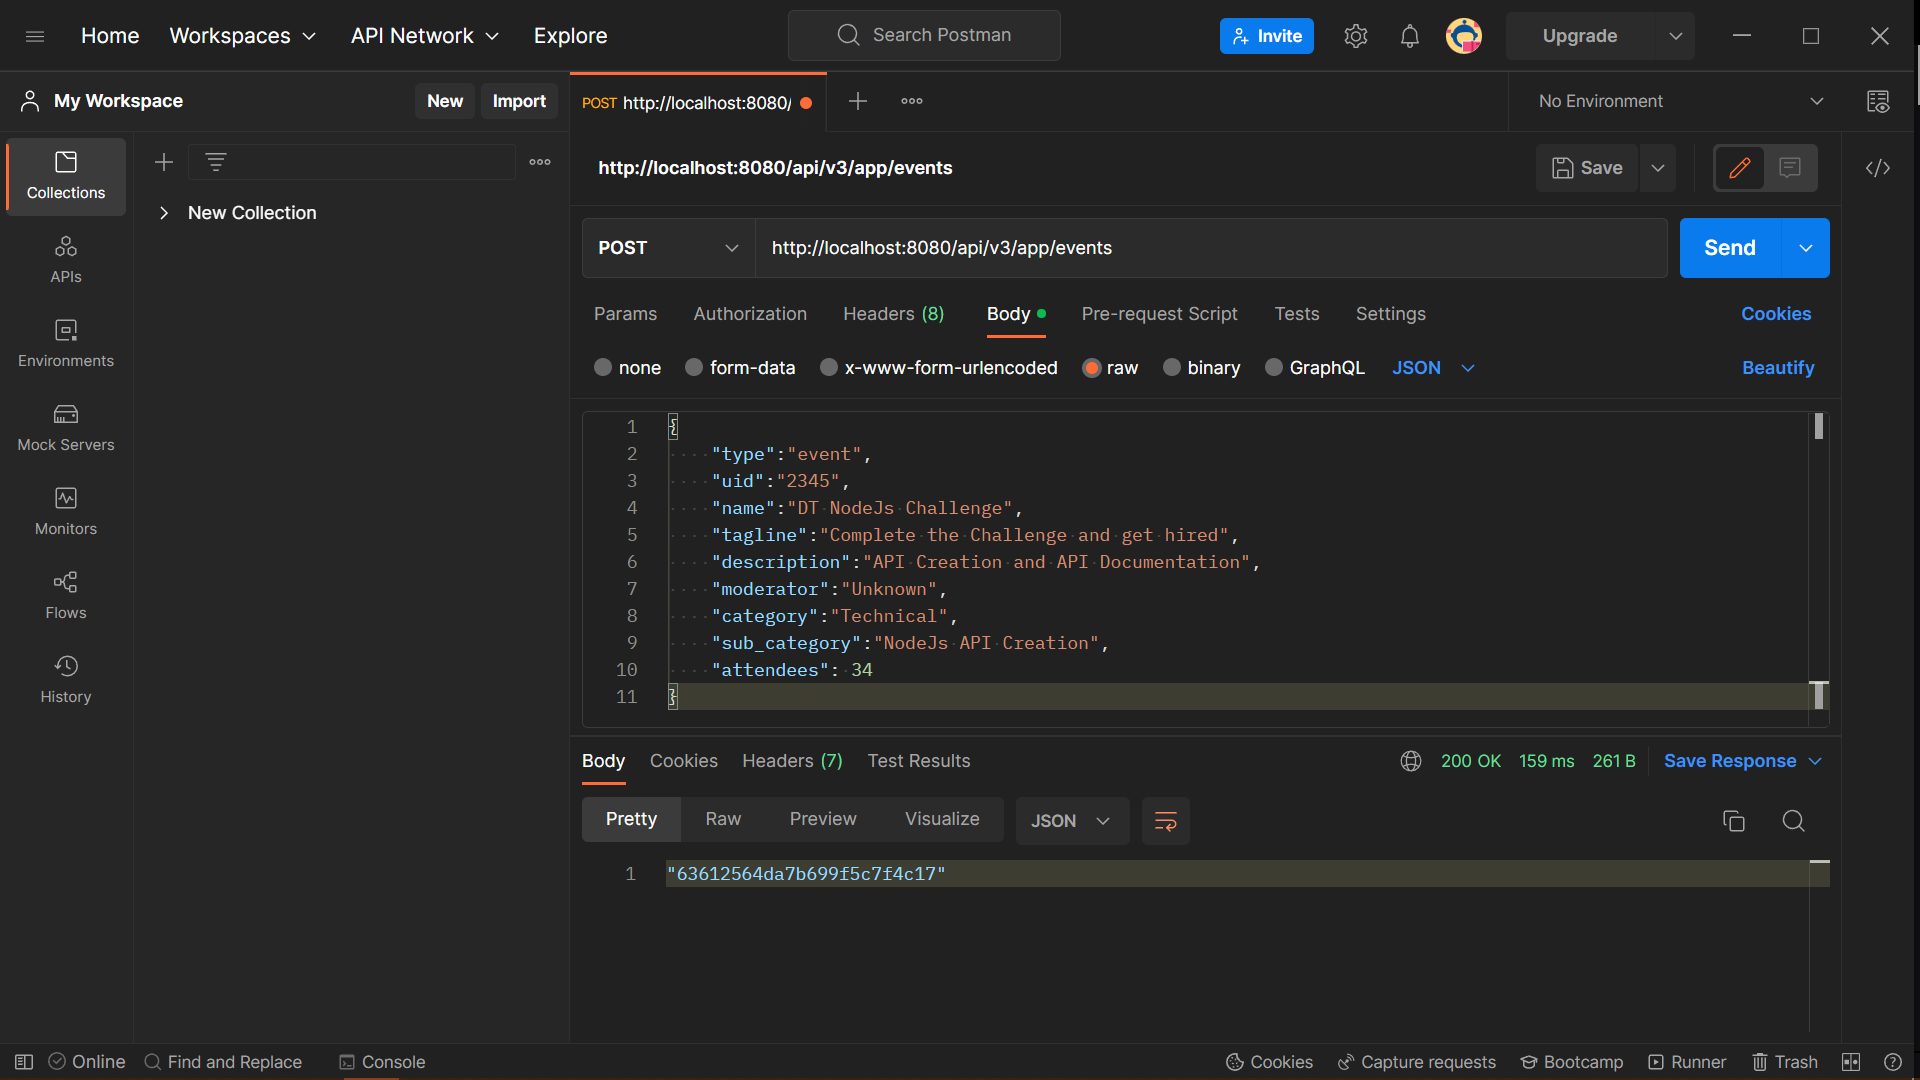 Home Workspaces API Network Explore Search Postman Invite Upgrade
My Workspace New Import POST http://localhost:8080/ No Environment
Collections
New Collection
APIs
Environments
Mock Servers
Monitors
Flows
History
http://localhost:8080/api/v3/app/events Save
POST http://localhost:8080/api/v3/app/events Send
Params Authorization Headers (8) Body Pre-request Script Tests Settings Cookies
none form-data x-www-form-urlencoded raw binary GraphQL JSON Beautify
1 {
2 "type":"event",
3 "uid":"2345",
4 "name":"DT NodeJs Challenge",
5 "tagline":"Complete the Challenge and get hired",
6 "description":"API Creation and API Documentation",
7 "moderator":"Unknown",
8 "category":"Technical",
9 "sub_category":"NodeJs API Creation",
10 "attendees": 34
11 }
Body Cookies Headers (7) Test Results 200 OK 159 ms 261 B Save Response
Pretty Raw Preview Visualize JSON
1 "63612564da7b699f5c7f4c17"
Online Find and Replace Console Cookies Capture requests Bootcamp Runner Trash